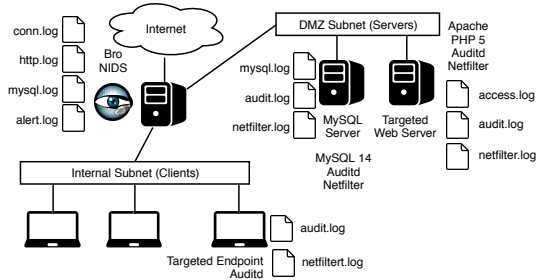 conn.log
http.log
mysql.log
alert.log
Bro
NIDS
Internet
DMZ Subnet (Servers)
mysql.log
audit.log
netfilter.log
MySQL
Server
MySQL 14
Auditd
Netfilter
Targeted
Web Server
Apache
PHP 5
Auditd
Netfilter
access.log
audit.log
netfilter.log
Internal Subnet (Clients)
audit.log
netfiltert.log
Targeted Endpoint
Auditd